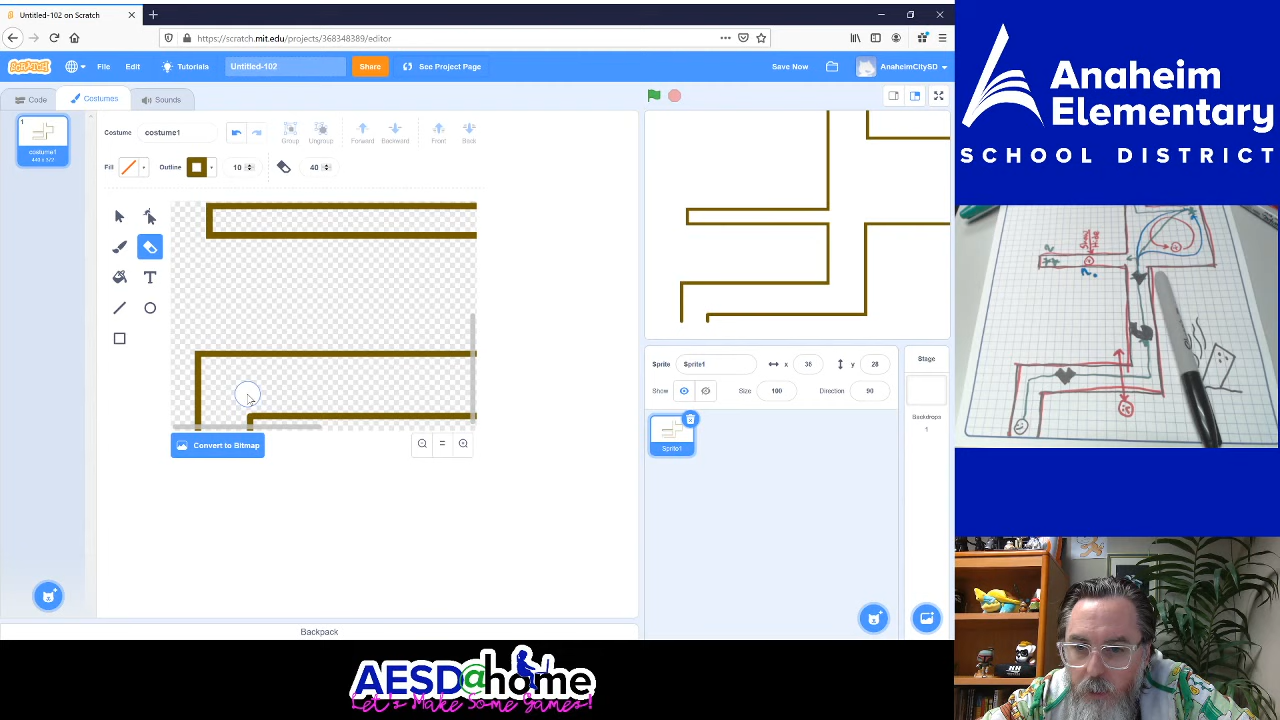 Untitled-102 on Scratch
https://scratch.mit.edu/projects/368348389/editor
SCRATCH
File
Edit
Tutorials
Untitled-102
Share
See Project Page
Save Now
AnaheimCitySD
Code
Costumes
Sounds
1
costume1
Costume
costume1
Group
Ungroup
Forward
Backward
Front
Back
Fill
Outline
10
40
T
Convert to Bitmap
Backpack
Sprite
Sprite1
x
36
y
28
Show
Size
100
Direction
90
Sprite1
Stage
Backdrops
1
Anaheim
Elementary
SCHOOL DISTRICT
AESD@home
Let's Make Some Games!